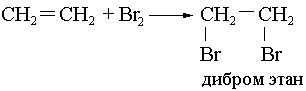 CH₂=CH₂ + Br₂ ⟶ CH₂−CH₂
Br Br
дибром этан